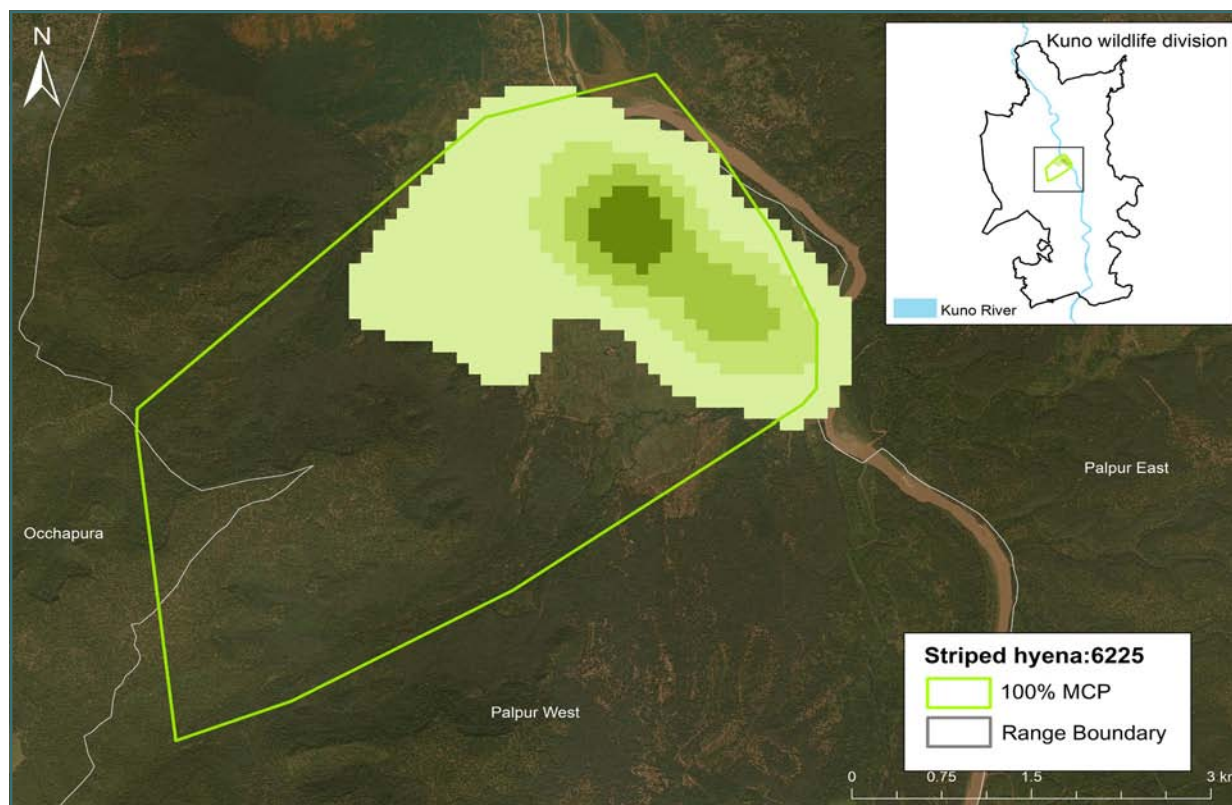 N
Kuno wildlife division
Kuno River
Palpur East
Occhapura
Palpur West
Striped hyena:6225
100% MCP
Range Boundary
0 0.75 1.5 3 km